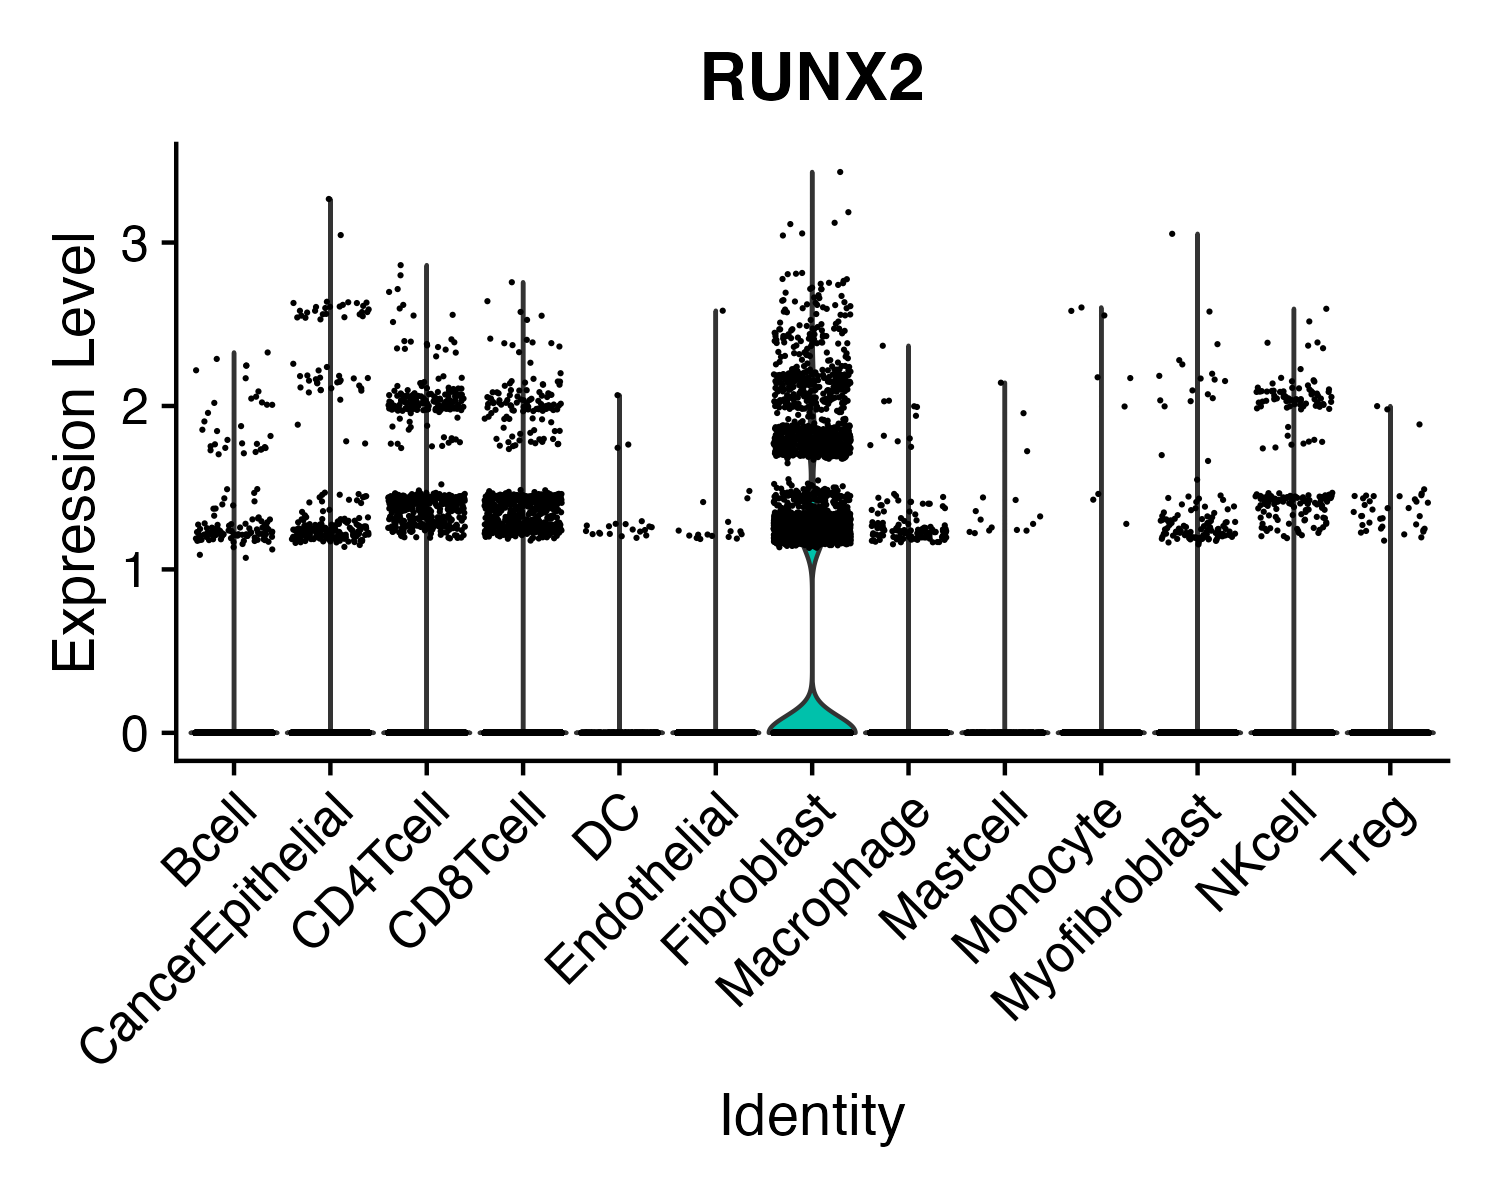 RUNX2
Expression Level
3
2
1
0
Bcell
CancerEpithelial
CD4Tcell
CD8Tcell
DC
Endothelial
Fibroblast
Macrophage
Mastcell
Monocyte
Myofibroblast
NKcell
Treg
Identity